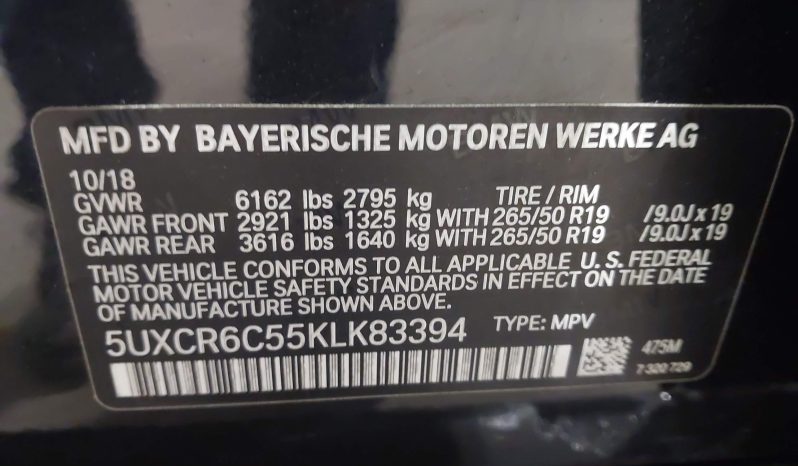 MFD BY BAYERISCHE MOTOREN WERKE AG
10/18
GVWR 6162 lbs 2795 kg TIRE / RIM
GAWR FRONT 2921 lbs 1325 kg WITH 265/50 R19 /9.0J x 19
GAWR REAR 3616 lbs 1640 kg WITH 265/50 R19 /9.0J x 19
THIS VEHICLE CONFORMS TO ALL APPLICABLE U. S. FEDERAL
MOTOR VEHICLE SAFETY STANDARDS IN EFFECT ON THE DATE
OF MANUFACTURE SHOWN ABOVE.
5UXCR6C55KLK83394 TYPE: MPV
475M
7 320 729